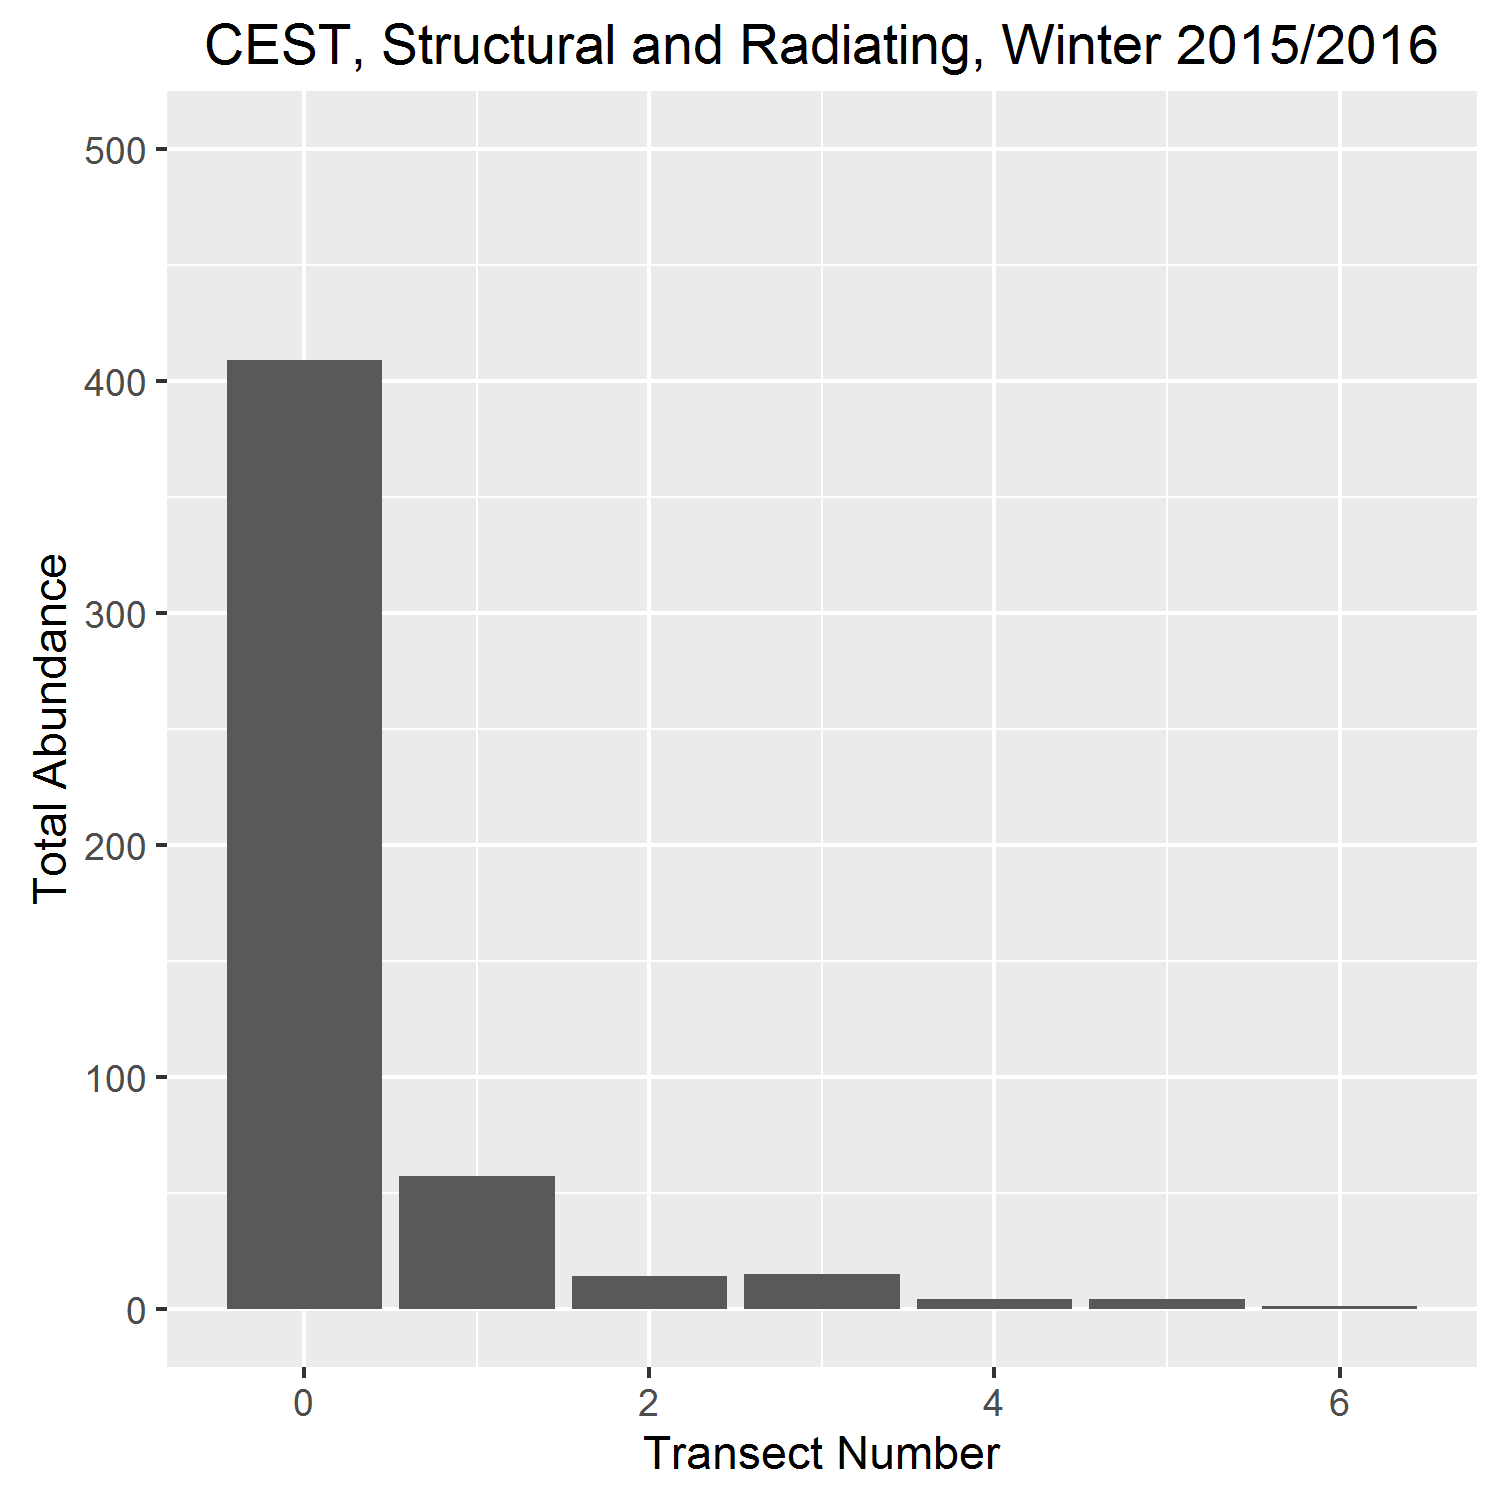 CEST, Structural and Radiating, Winter 2015/2016
Total Abundance
500
400
300
200
100
0
0 2 4 6
Transect Number